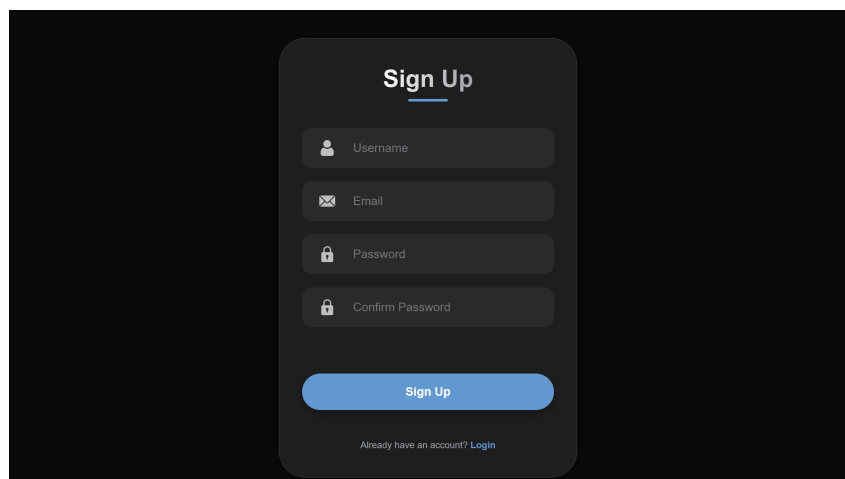 Sign Up
Username
Email
Password
Confirm Password
Sign Up
Already have an account? Login